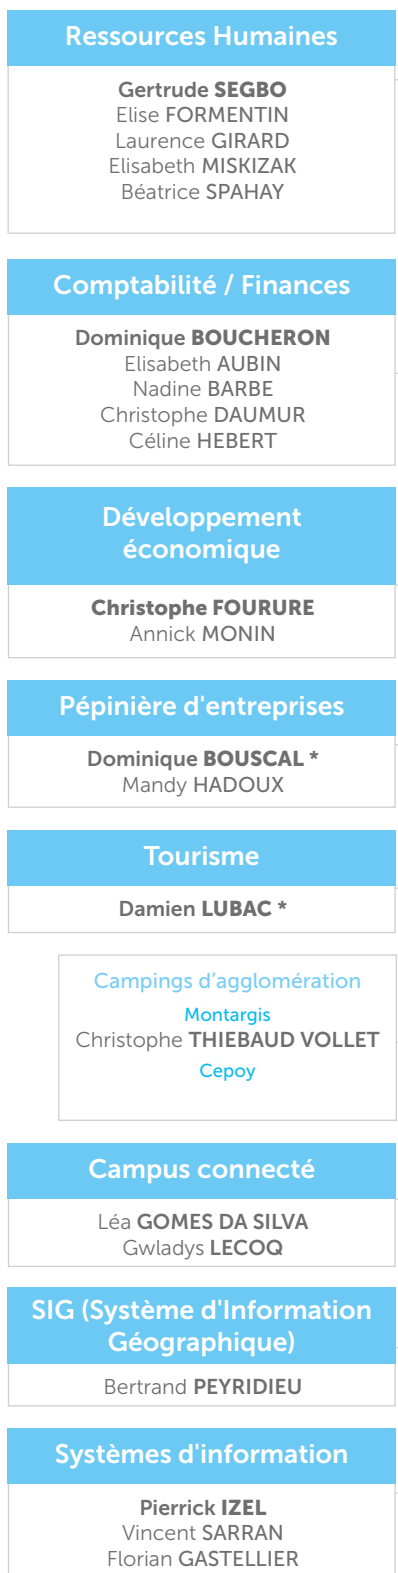 Ressources Humaines
Gertrude SEGBO
Elise FORMENTIN
Laurence GIRARD
Elisabeth MISKIZAK
Béatrice SPAHAY
Comptabilité / Finances
Dominique BOUCHERON
Elisabeth AUBIN
Nadine BARBE
Christophe DAUMUR
Céline HEBERT
Développement
économique
Christophe FOURURE
Annick MONIN
Pépinière d'entreprises
Dominique BOUSCAL *
Mandy HADOUX
Tourisme
Damien LUBAC *
Campings d’agglomération
Montargis
Christophe THIEBAUD VOLLET
Cepoy
Campus connecté
Léa GOMES DA SILVA
Gwladys LECOQ
SIG (Système d'Information
Géographique)
Bertrand PEYRIDIEU
Systèmes d'information
Pierrick IZEL
Vincent SARRAN
Florian GASTELLIER